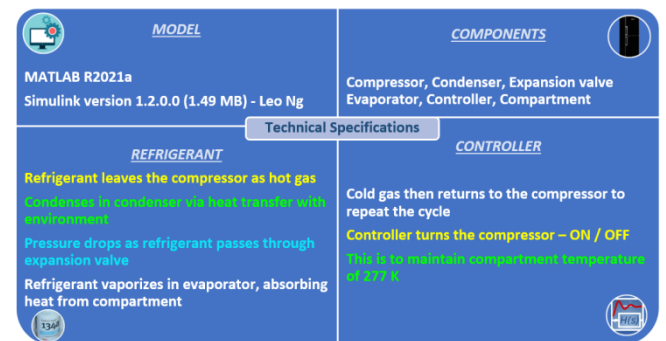 MODEL
MATLAB R2021a
Simulink version 1.2.0.0 (1.49 MB) - Leo Ng
COMPONENTS
Compressor, Condenser, Expansion valve
Evaporator, Controller, Compartment
Technical Specifications
REFRIGERANT
Refrigerant leaves the compressor as hot gas
Condenses in condenser via heat transfer with
environment
Pressure drops as refrigerant passes through
expansion valve
Refrigerant vaporizes in evaporator, absorbing
heat from compartment
134a
CONTROLLER
Cold gas then returns to the compressor to
repeat the cycle
Controller turns the compressor – ON / OFF
This is to maintain compartment temperature
of 277 K
H(s)